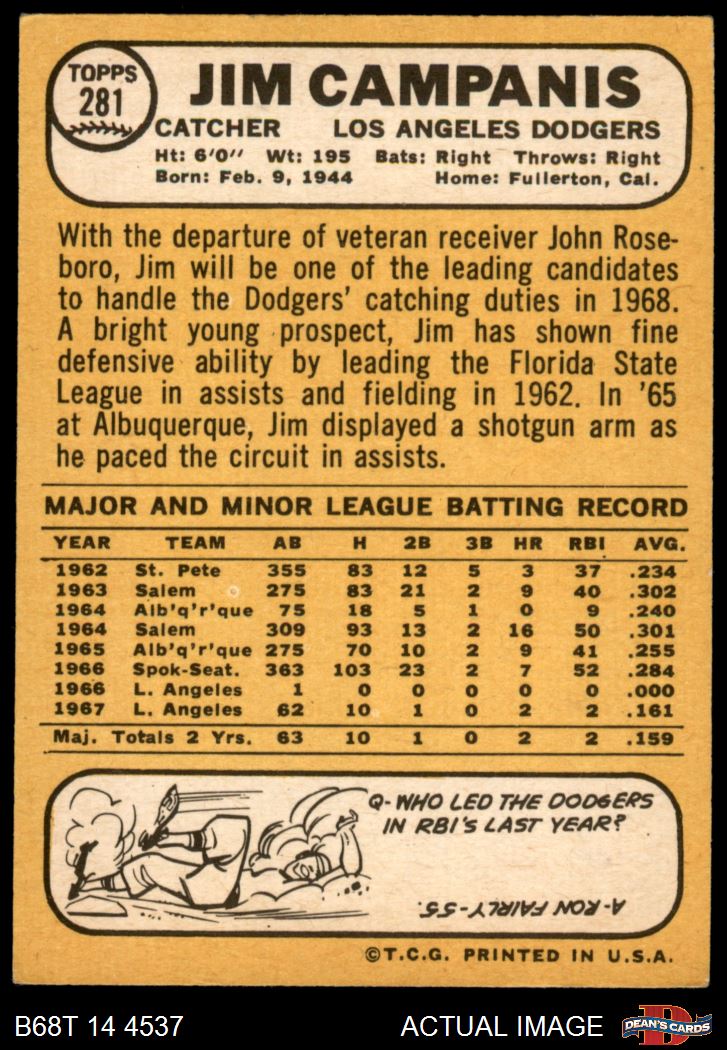 TOPPS
281
JIM CAMPANIS
CATCHER LOS ANGELES DODGERS
Ht: 6'0" Wt: 195 Bats: Right Throws: Right
Born: Feb. 9, 1944 Home: Fullerton, Cal.
With the departure of veteran receiver John Rose-
boro, Jim will be one of the leading candidates
to handle the Dodgers' catching duties in 1968.
A bright young prospect, Jim has shown fine
defensive ability by leading the Florida State
League in assists and fielding in 1962. In '65
at Albuquerque, Jim displayed a shotgun arm as
he paced the circuit in assists.
MAJOR AND MINOR LEAGUE BATTING RECORD
YEAR TEAM AB H 2B 3B HR RBI AVG.
1962 St. Pete 355 83 12 5 3 37 .234
1963 Salem 275 83 21 2 9 40 .302
1964 Alb'q'r'que 75 18 5 1 0 9 .240
1964 Salem 309 93 13 2 16 50 .301
1965 Alb'q'r'que 275 70 10 2 9 41 .255
1966 Spok-Seat. 363 103 23 2 7 52 .284
1966 L. Angeles 1 0 0 0 0 0 .000
1967 L. Angeles 62 10 1 0 2 2 .161
Maj. Totals 2 Yrs. 63 10 1 0 2 2 .159
Q-WHO LED THE DODGERS
IN RBI'S LAST YEAR?
A-RON FAIRLY-55.
©T.C.G. PRINTED IN U.S.A.
B68T 14 4537 ACTUAL IMAGE
DEAN'S CARDS